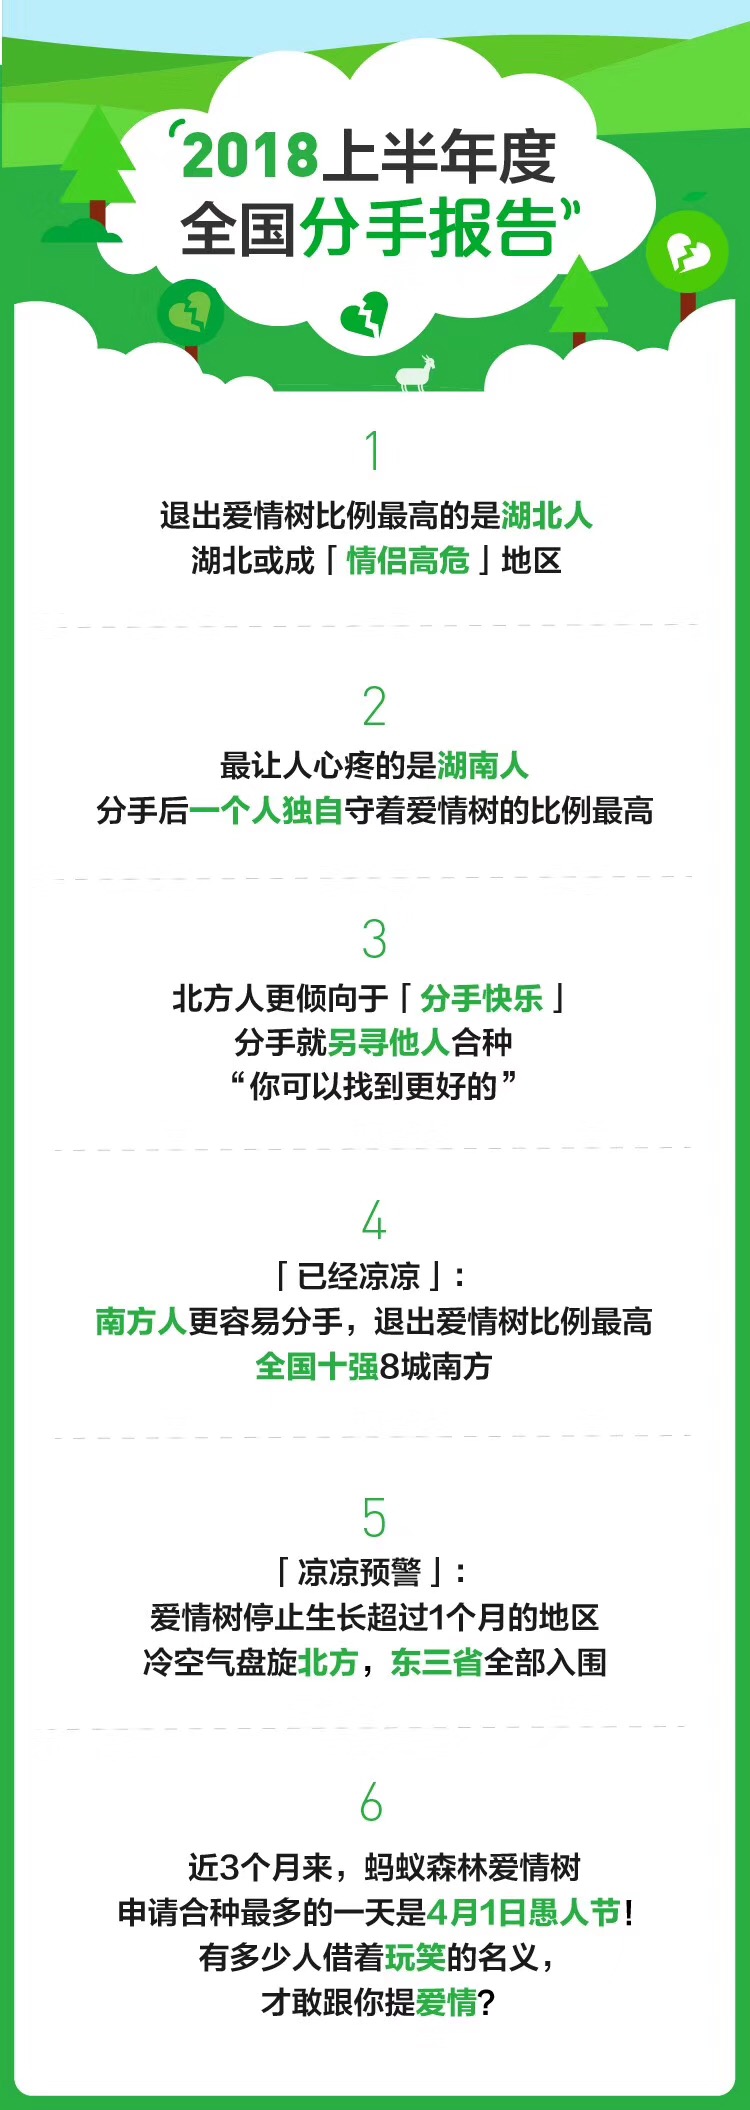 “2018上半年度
全国分手报告”
1
退出爱情树比例最高的是湖北人
湖北或成「情侣高危」地区
2
最让人心疼的是湖南人
分手后一个人独自守着爱情树的比例最高
3
北方人更倾向于「分手快乐」
分手就另寻他人合种
“你可以找到更好的”
4
「已经凉凉」：
南方人更容易分手，退出爱情树比例最高
全国十强8城南方
5
「凉凉预警」：
爱情树停止生长超过1个月的地区
冷空气盘旋北方，东三省全部入围
6
近3个月来，蚂蚁森林爱情树
申请合种最多的一天是4月1日愚人节！
有多少人借着玩笑的名义，
才敢跟你提爱情？